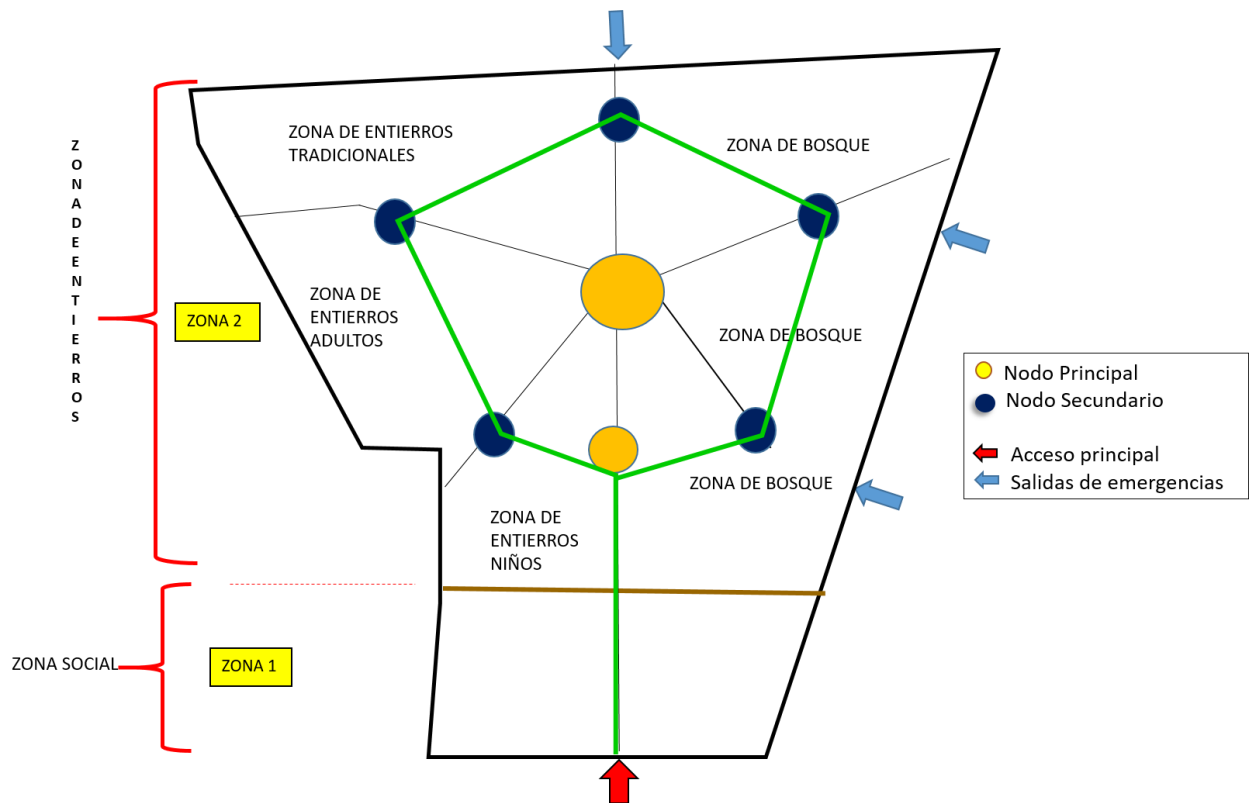 ZONADEENTIERROS
ZONA DE ENTIERROS
TRADICIONALES
ZONA DE BOSQUE
ZONA DE
ENTIERROS
ADULTOS
ZONA 2
ZONA DE BOSQUE
ZONA DE BOSQUE
ZONA DE
ENTIERROS
NIÑOS
ZONA SOCIAL
ZONA 1
Nodo Principal
Nodo Secundario
Acceso principal
Salidas de emergencias